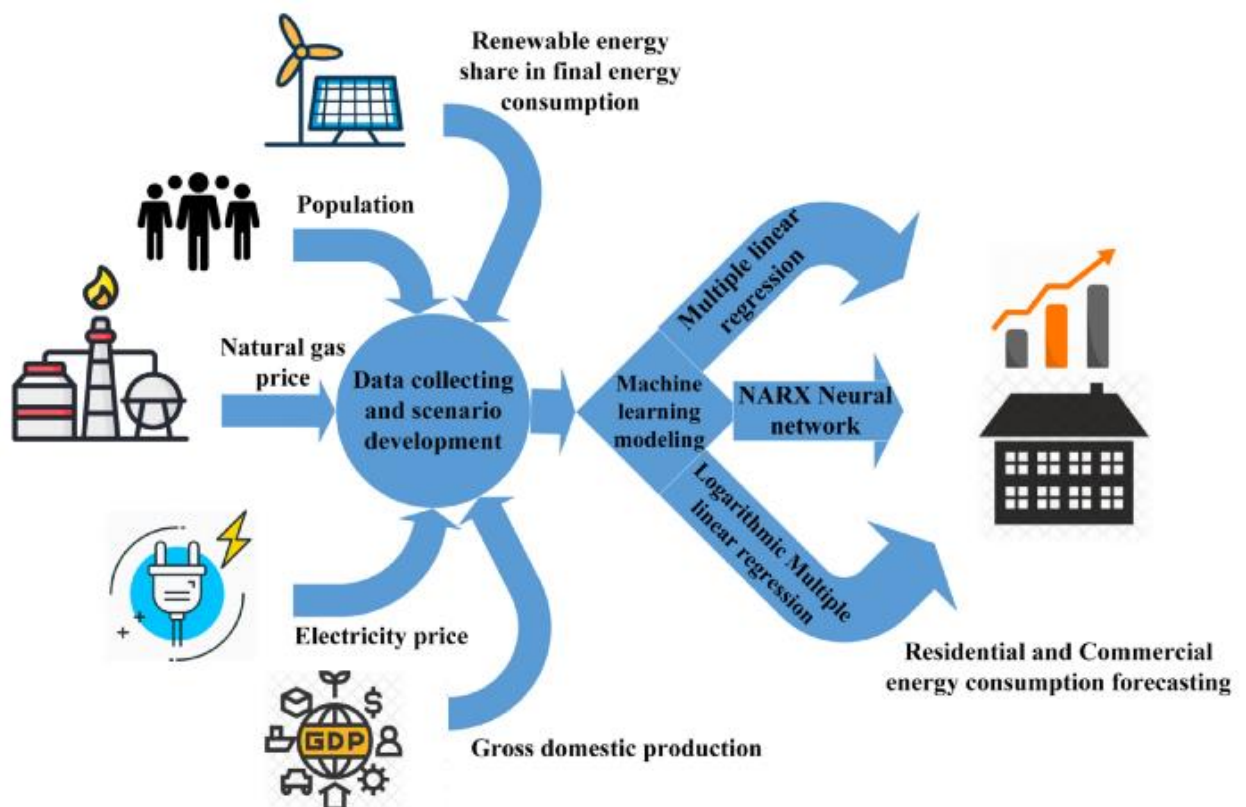 Renewable energy
share in final energy
consumption
Population
Natural gas
price
Data collecting
and scenario
development
Electricity price
GDP
$
Gross domestic production
Machine
learning
modeling
Multiple linear
regression
NARX Neural
network
Logarithmic Multiple
linear regression
Residential and Commercial
energy consumption forecasting